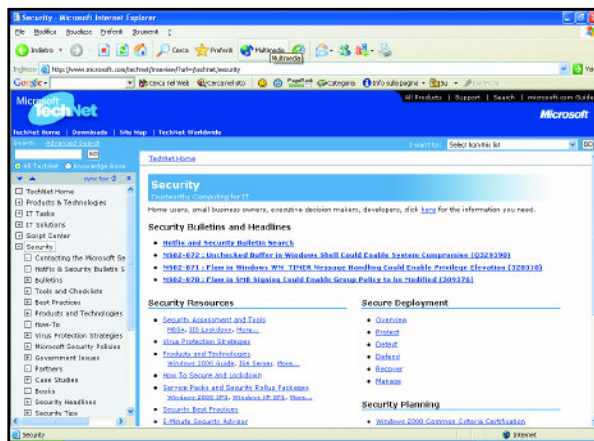 Security - Microsoft Internet Explorer
File Modifica Visualizza Preferiti Strumenti ?
Indietro Cerca Preferiti Multimedia
Multimedia
Indirizzo http://www.microsoft.com/technet/treeview/?url=/technet/security
Google Cerca nel Web Cerca nel sito PageRank Categoria Info sulla pagina Su
All Products | Support | Search | microsoft.com Guide
Microsoft TechNet
Microsoft
TechNet Home | Downloads | Site Map | TechNet Worldwide
Search Advanced Search
I want to: Select from this list GO
GO
All TechNet Knowledge Base
sync toc
TechNet Home
TechNet Home
Products & Technologies
IT Tasks
IT Solutions
Script Center
Security
Contacting the Microsoft Se
Hotfix & Security Bulletin S
Bulletins
Tools and Checklists
Best Practices
Products and Technologies
How-To
Virus Protection Strategies
Microsoft Security Policies
Government Issues
Partners
Case Studies
Books
Security Headlines
Security Tips
Security
Trustworthy Computing for IT
Home users, small business owners, executive decision makers, developers, click here for the information you need.
Security Bulletins and Headlines
Hotfix and Security Bulletin Search
MS02-072 : Unchecked Buffer in Windows Shell Could Enable System Compromise (Q329390)
MS02-071 : Flaw in Windows WM_TIMER Message Handling Could Enable Privilege Elevation (328310)
MS02-070 : Flaw in SMB Signing Could Enable Group Policy to be Modified (309376)
Security Resources
Security Assessment and Tools
MBSA, IIS Lockdown, More...
Virus Protection Strategies
Products and Technologies
Windows 2000 Guide, ISA Server, More...
How To Secure and Lockdown
Service Packs and Security Rollup Packages
Windows 2000 SP3, Windows XP SP1, More...
Security Best Practices
5-Minute Security Advisor
Secure Deployment
Overview
Protect
Detect
Defend
Recover
Manage
Security Planning
Windows 2000 Common Criteria Certification
Security
Internet